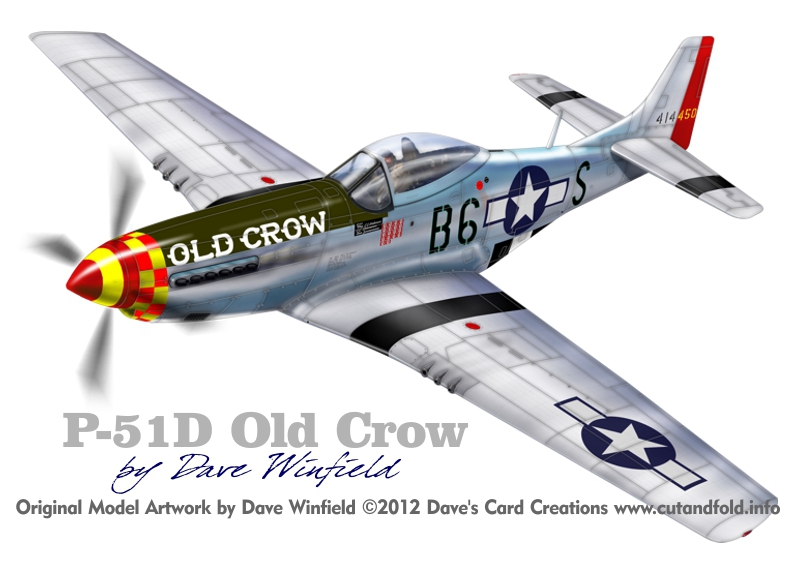 414450
OLD CROW
B6 S
P-51D Old Crow
by Dave Winfield
Original Model Artwork by Dave Winfield ©2012 Dave's Card Creations www.cutandfold.info